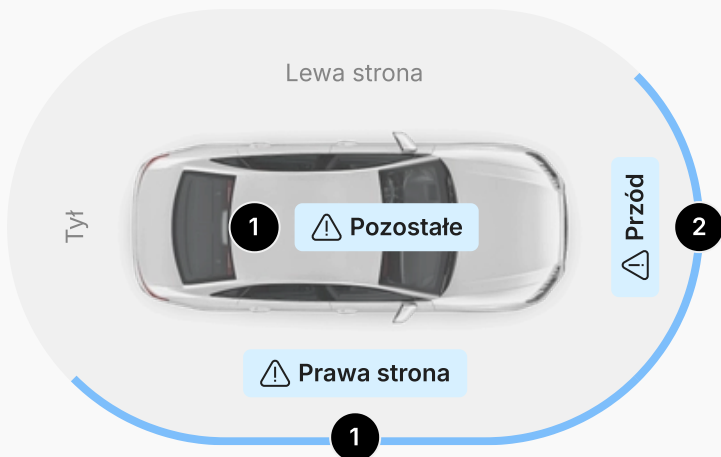 Lewa strona
Tył
1
Pozostałe
Przód
2
Prawa strona
1